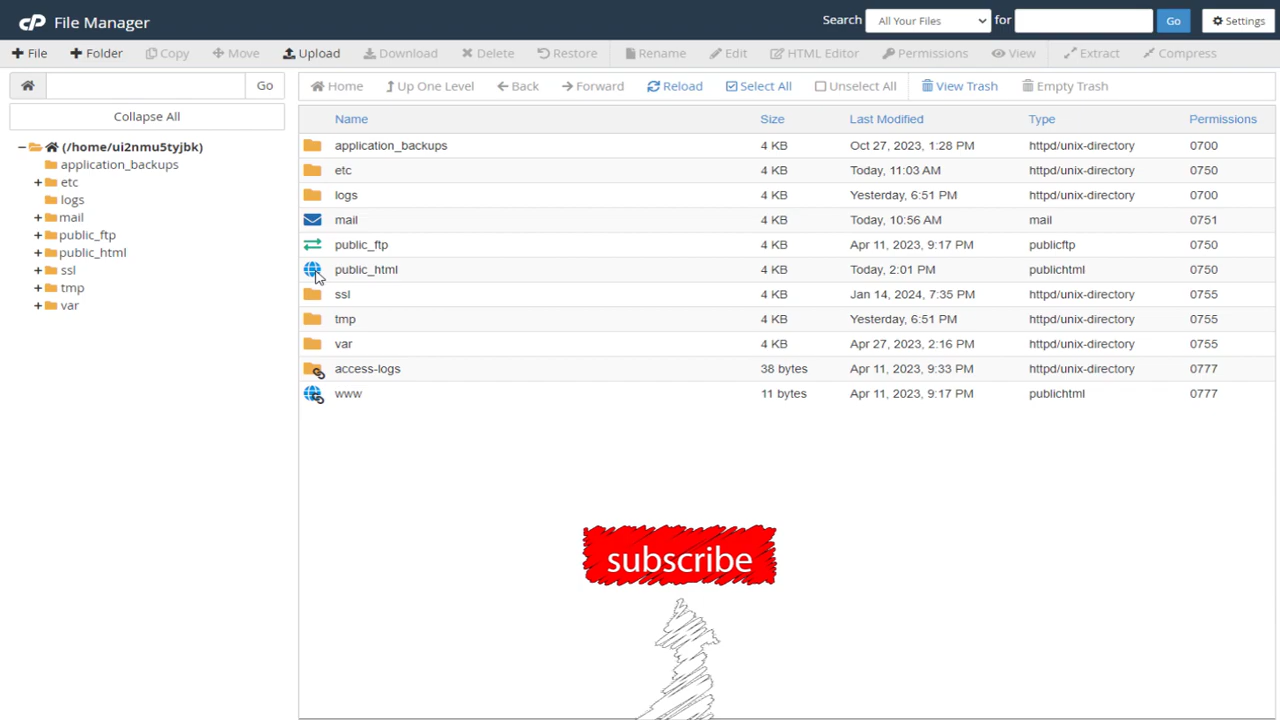 cP File Manager Search All Your Files for Go Settings
File Folder Copy Move Upload Download Delete Restore Rename Edit HTML Editor Permissions View Extract Compress
Go Home Up One Level Back Forward Reload Select All Unselect All View Trash Empty Trash
Collapse All
(/home/ui2nmu5tyjbk)
application_backups
etc
logs
mail
public_ftp
public_html
ssl
tmp
var
Name Size Last Modified Type Permissions
application_backups 4 KB Oct 27, 2023, 1:28 PM httpd/unix-directory 0700
etc 4 KB Today, 11:03 AM httpd/unix-directory 0750
logs 4 KB Yesterday, 6:51 PM httpd/unix-directory 0700
mail 4 KB Today, 10:56 AM mail 0751
public_ftp 4 KB Apr 11, 2023, 9:17 PM publicftp 0750
public_html 4 KB Today, 2:01 PM publichtml 0750
ssl 4 KB Jan 14, 2024, 7:35 PM httpd/unix-directory 0755
tmp 4 KB Yesterday, 6:51 PM httpd/unix-directory 0755
var 4 KB Apr 27, 2023, 2:16 PM httpd/unix-directory 0755
access-logs 38 bytes Apr 11, 2023, 9:33 PM httpd/unix-directory 0777
www 11 bytes Apr 11, 2023, 9:17 PM publichtml 0777
subscribe